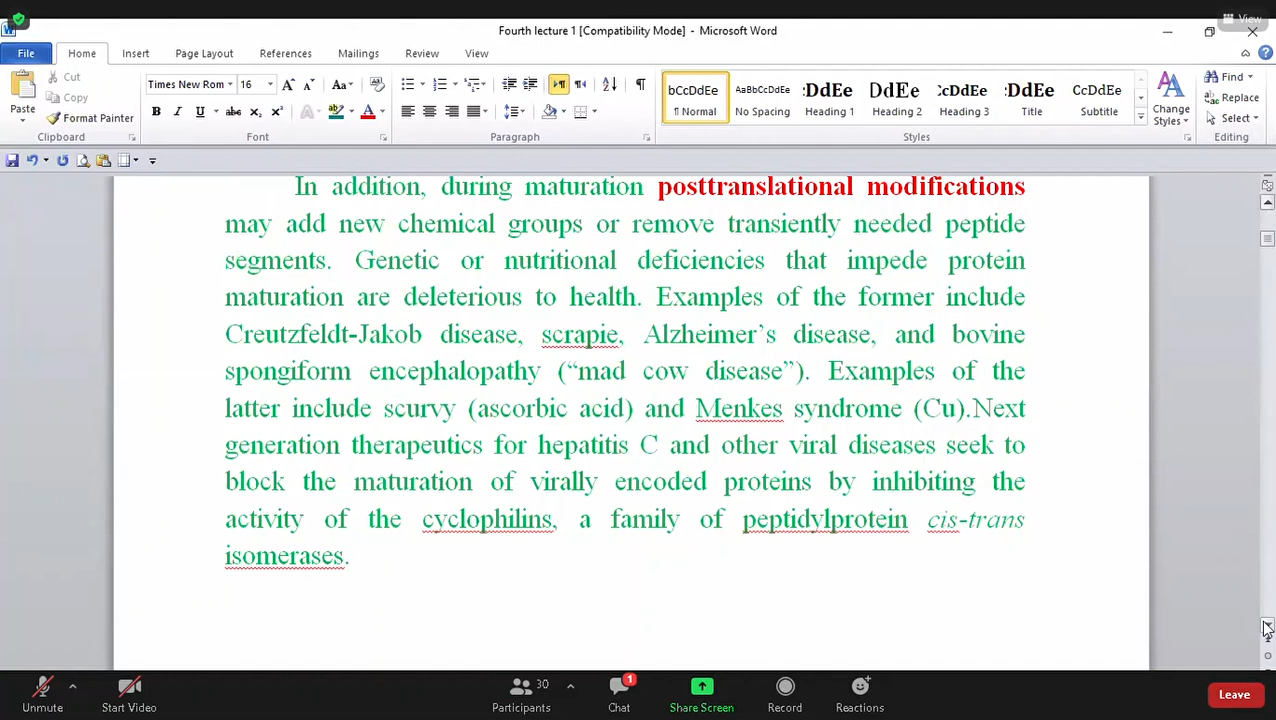 View
Fourth lecture 1 [Compatibility Mode] - Microsoft Word
File Home Insert Page Layout References Mailings Review View
Paste
Cut
Copy
Format Painter
Clipboard
Times New Rom 16
Font
Paragraph
bCcDdEe AaBbCcDdEe DdEe DdEe cDdEe DdEe CcDdEe
¶ Normal No Spacing Heading 1 Heading 2 Heading 3 Title Subtitle
Styles
Change Styles
Find
Replace
Select
Editing
In addition, during maturation posttranslational modifications
may add new chemical groups or remove transiently needed peptide
segments. Genetic or nutritional deficiencies that impede protein
maturation are deleterious to health. Examples of the former include
Creutzfeldt-Jakob disease, scrapie, Alzheimer’s disease, and bovine
spongiform encephalopathy (“mad cow disease”). Examples of the
latter include scurvy (ascorbic acid) and Menkes syndrome (Cu).Next
generation therapeutics for hepatitis C and other viral diseases seek to
block the maturation of virally encoded proteins by inhibiting the
activity of the cyclophilins, a family of peptidylprotein cis-trans
isomerases.
Unmute
Start Video
30
Participants
1
Chat
Share Screen
Record
Reactions
Leave